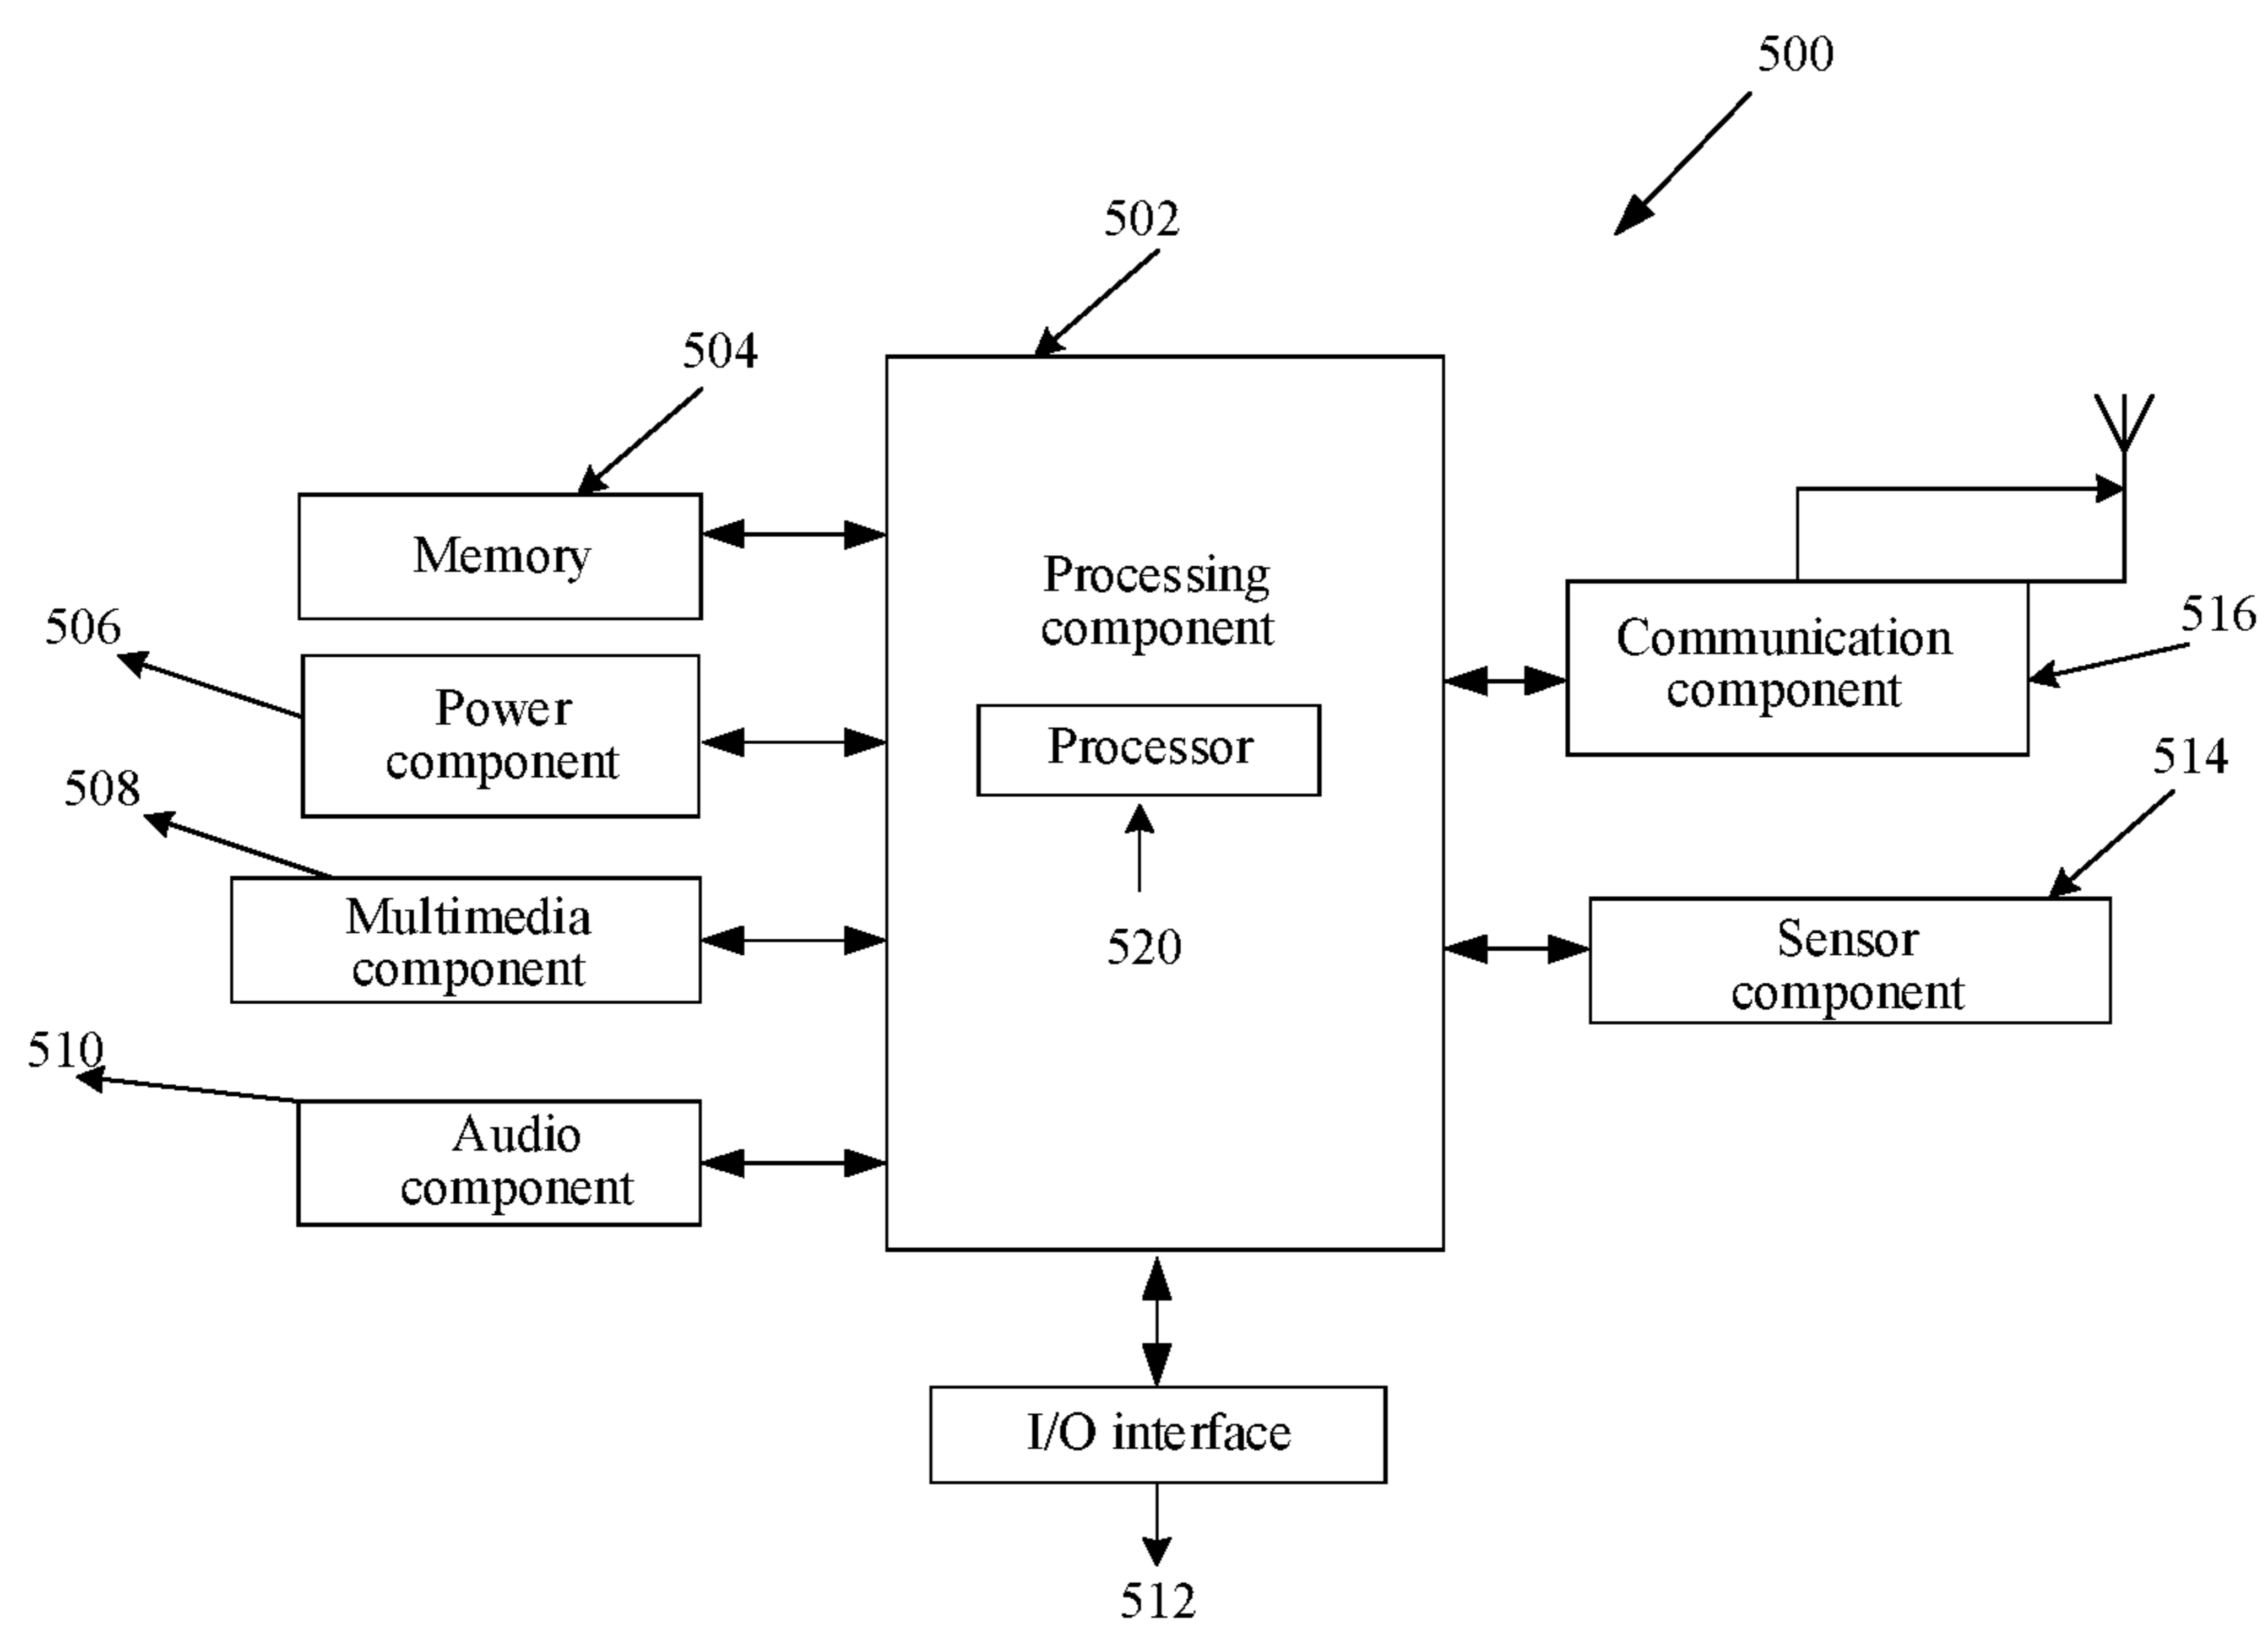 500
502
504
Memory
506
Power
component
508
Multimedia
component
510
Audio
component
Processing
component
Processor
520
Communication
component
516
514
Sensor
component
I/O interface
512